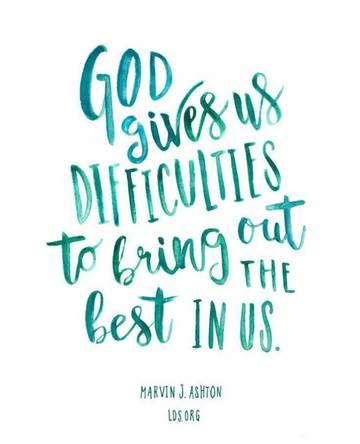 GOD
gives us
DIFFICULTIES
to bring out
THE
best IN US.
MARVIN J. ASHTON
LDS.ORG